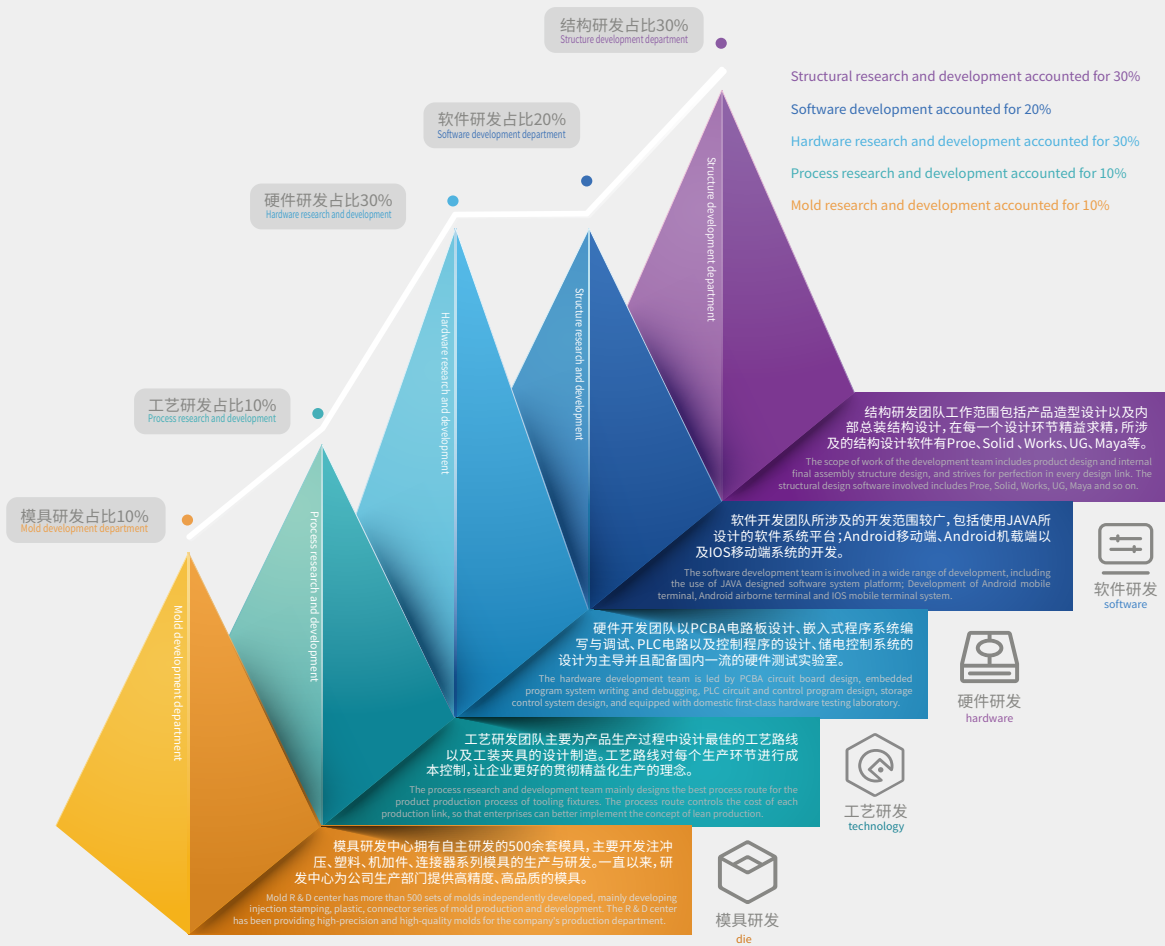 结构研发占比30%
Structure development department
Structural research and development accounted for 30%
Software development accounted for 20%
Hardware research and development accounted for 30%
Process research and development accounted for 10%
Mold research and development accounted for 10%
软件研发占比20%
Software development department
硬件研发占比30%
Hardware research and development
工艺研发占比10%
Process research and development
模具研发占比10%
Mold development department
Structure development department
Structure research and development
Hardware research and development
Process research and development
Mold development department
结构研发团队工作范围包括产品造型设计以及内
部总装结构设计,在每一个设计环节精益求精,所涉
及的结构设计软件有Proe、Solid 、Works、UG、Maya等。
The scope of work of the development team includes product design and internal
final assembly structure design, and strives for perfection in every design link. The
structural design software involved includes Proe, Solid, Works, UG, Maya and so on.
软件开发团队所涉及的开发范围较广,包括使用JAVA所
设计的软件系统平台;Android移动端、Android机载端以
及IOS移动端系统的开发。
The software development team is involved in a wide range of development, including
the use of JAVA designed software system platform; Development of Android mobile
terminal, Android airborne terminal and IOS mobile terminal system.
软件研发
software
硬件开发团队以PCBA电路板设计、嵌入式程序系统编
写与调试、PLC电路以及控制程序的设计、储电控制系统的
设计为主导并且配备国内一流的硬件测试实验室。
The hardware development team is led by PCBA circuit board design, embedded
program system writing and debugging, PLC circuit and control program design, storage
control system design, and equipped with domestic first-class hardware testing laboratory.
硬件研发
hardware
工艺研发团队主要为产品生产过程中设计最佳的工艺路线
以及工装夹具的设计制造。工艺路线对每个生产环节进行成
本控制,让企业更好的贯彻精益化生产的理念。
The process research and development team mainly designs the best process route for the
product production process of tooling fixtures. The process route controls the cost of each
production link, so that enterprises can better implement the concept of lean production.
工艺研发
technology
模具研发中心拥有自主研发的500余套模具,主要开发注冲
压、塑料、机加件、连接器系列模具的生产与研发。一直以来,研
发中心为公司生产部门提供高精度、高品质的模具。
Mold R & D center has more than 500 sets of molds independently developed, mainly developing
injection stamping, plastic, connector series of mold production and development. The R & D center
has been providing high-precision and high-quality molds for the company's production department.
模具研发
die